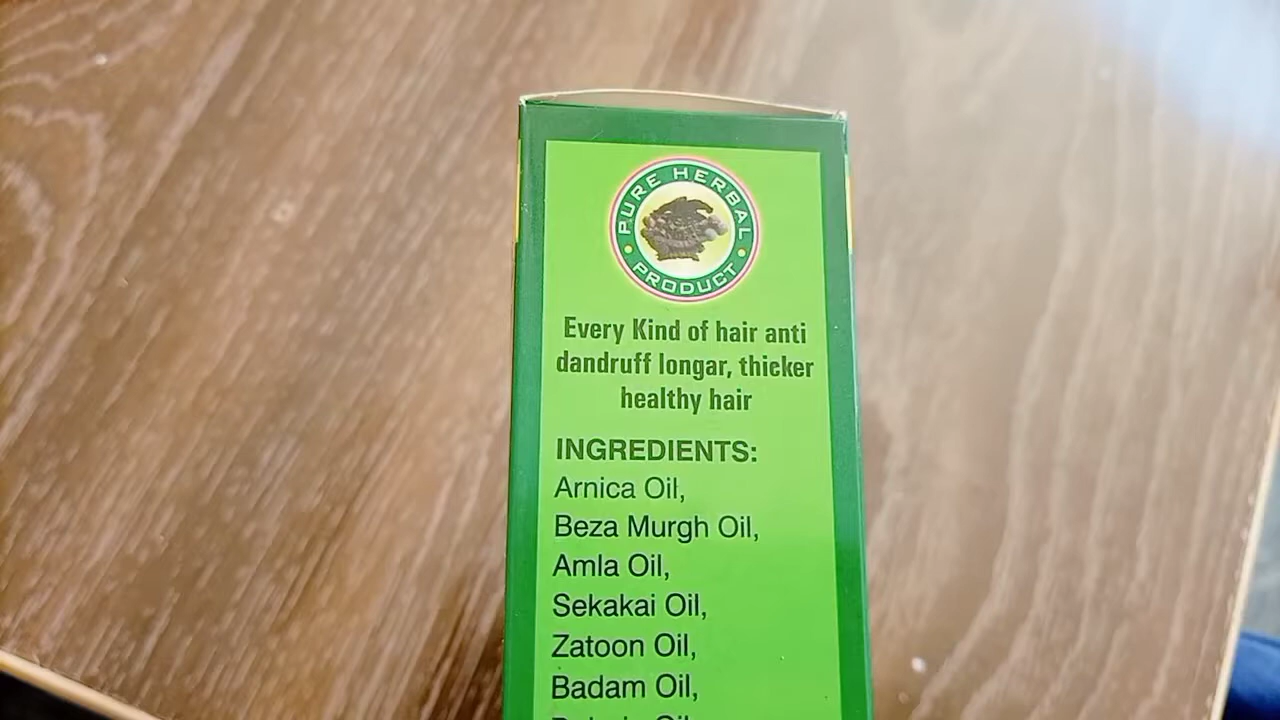 PURE HERBAL
PRODUCT
Every Kind of hair anti
dandruff longar, thicker
healthy hair
INGREDIENTS:
Arnica Oil,
Beza Murgh Oil,
Amla Oil,
Sekakai Oil,
Zatoon Oil,
Badam Oil,